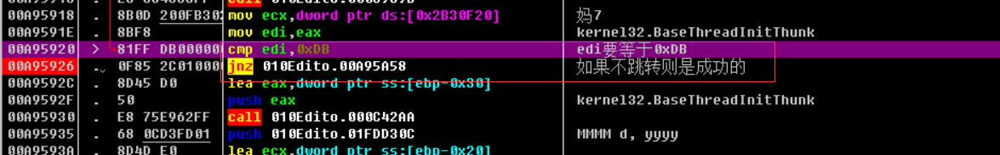 00A95918 . 8B0D 200FB302 mov ecx,dword ptr ds:[0x2B30F20] 妈7
00A9591E . 8BF8 mov edi,eax kernel32.BaseThreadInitThunk
00A95920 > 81FF DB000000 cmp edi,0xDB edi要等于0xDB
00A95926 . 0F85 2C010000 jnz 010Edito.00A95A58 如果不跳转则是成功的
00A9592C . 8D45 D0 lea eax,dword ptr ss:[ebp-0x30]
00A9592F . 50 push eax kernel32.BaseThreadInitThunk
00A95930 . E8 75E962FF call 010Edito.000C42AA
00A95935 . 68 0CD3FD01 push 010Edito.01FDD30C MMMM d, yyyy
00A9593A . 8D4D E0 lea ecx,dword ptr ss:[ebp-0x20]